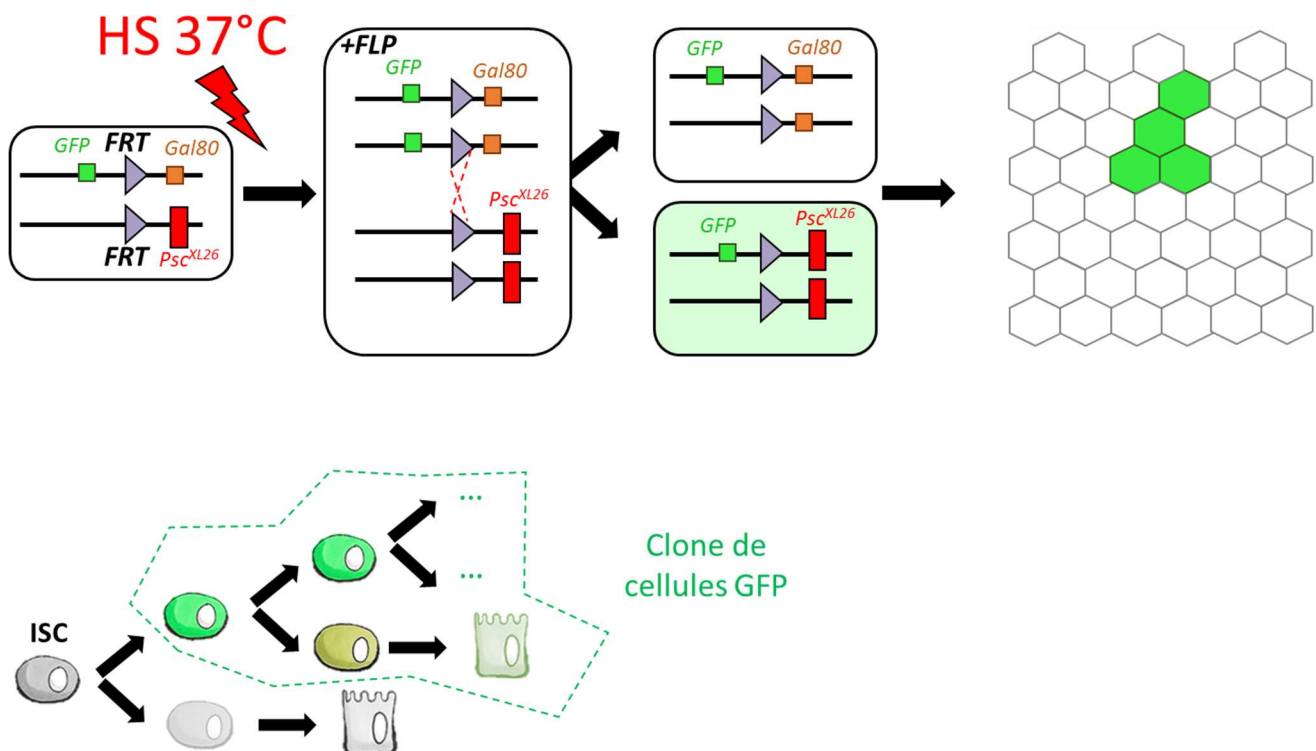 HS 37°C
GFP
FRT
Gal80
FRT
Psc^XL26
+FLP
GFP
Gal80
Psc^XL26
GFP
Gal80
GFP
Psc^XL26
ISC
...
...
Clone de
cellules GFP